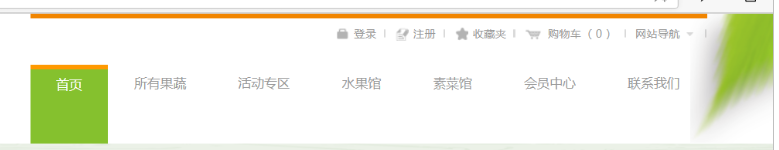 登录 | 注册 | 收藏夹 | 购物车（0） | 网站导航 |
首页 所有果蔬 活动专区 水果馆 素菜馆 会员中心 联系我们